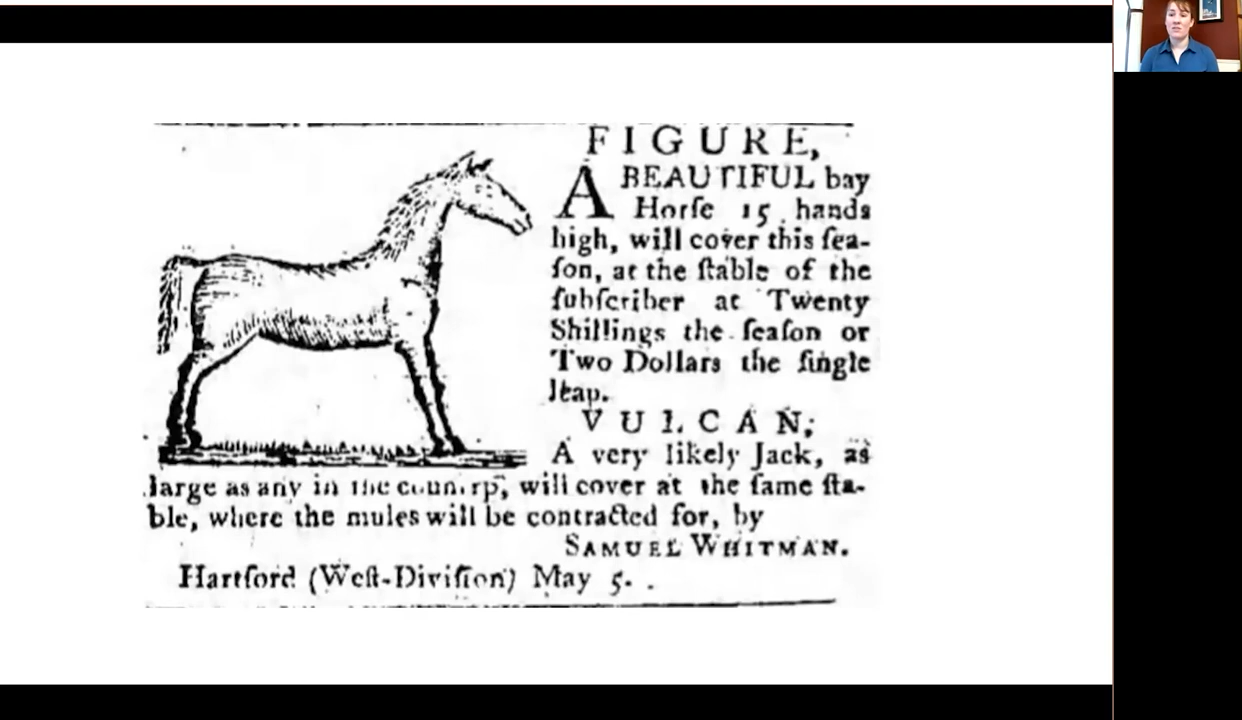 FIGURE,
A BEAUTIFUL bay
Horſe 15 hands
high, will cover this ſea-
ſon, at the ſtable of the
ſubſcriber at Twenty
Shillings the ſeaſon or
Two Dollars the ſingle
leap.
VULCAN;
A very likely Jack, as
large as any in the country, will cover at the ſame ſta-
ble, where the mules will be contracted for, by
SAMUEL WHITMAN.
Hartford (Weſt-Diviſion) May 5.